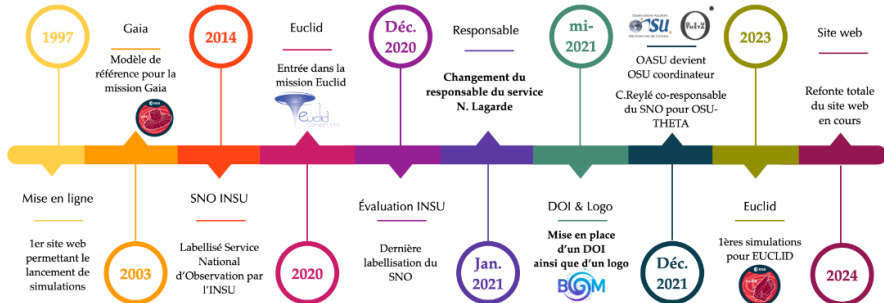 1997
Mise en ligne
1er site web
permettant le
lancement de
simulations
Gaia
Modèle de
référence pour la
mission Gaia
2003
2014
SNO INSU
Labellisé Service
National
d'Observation par
l'INSU
Euclid
Entrée dans la
mission Euclid
euclid
consortium
2020
Déc.
2020
Évaluation INSU
Dernière
labellisation du
SNO
Responsable
Changement du
responsable du service
N. Lagarde
Jan.
2021
mi-
2021
DOI & Logo
Mise en place
d'un DOI
ainsi que d'un logo
BGM
OSU
THETA
OASU devient
OSU coordinateur
C.Reylé co-responsable
du SNO pour OSU-
THETA
Déc.
2021
2023
Euclid
1ères simulations
pour EUCLID
Site web
Refonte totale
du site web
en cours
2024